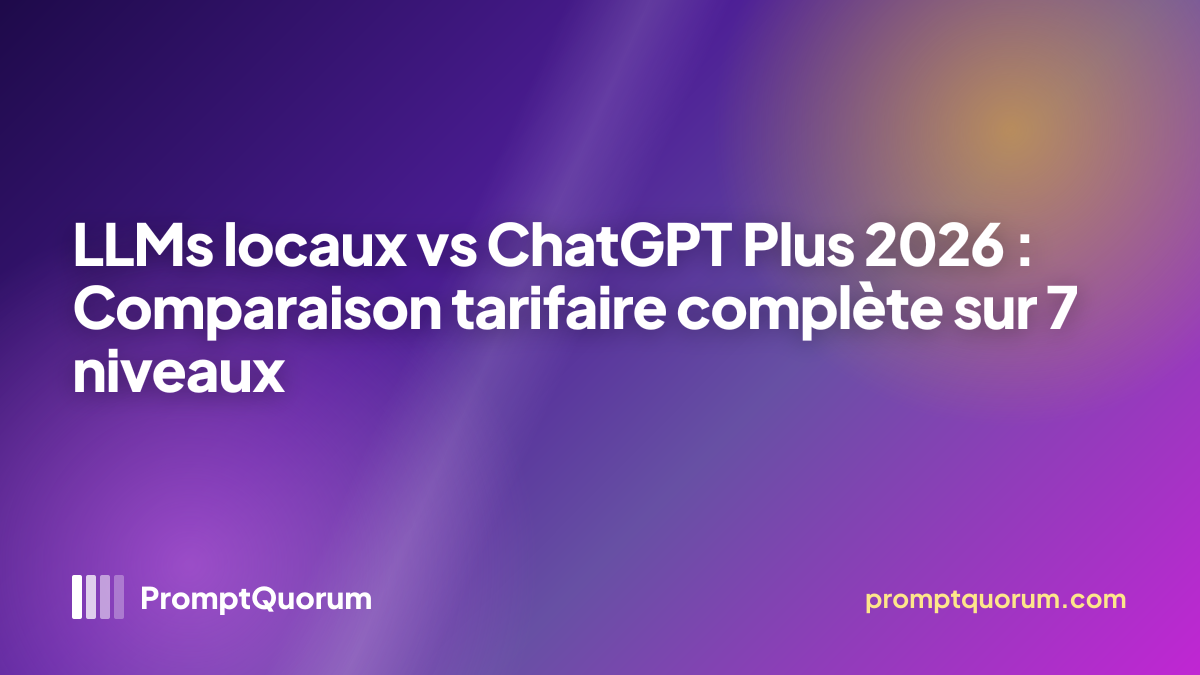 LLMs locaux vs ChatGPT Plus 2026 :
Comparaison tarifaire complète sur 7
niveaux
PromptQuorum
promptquorum.com